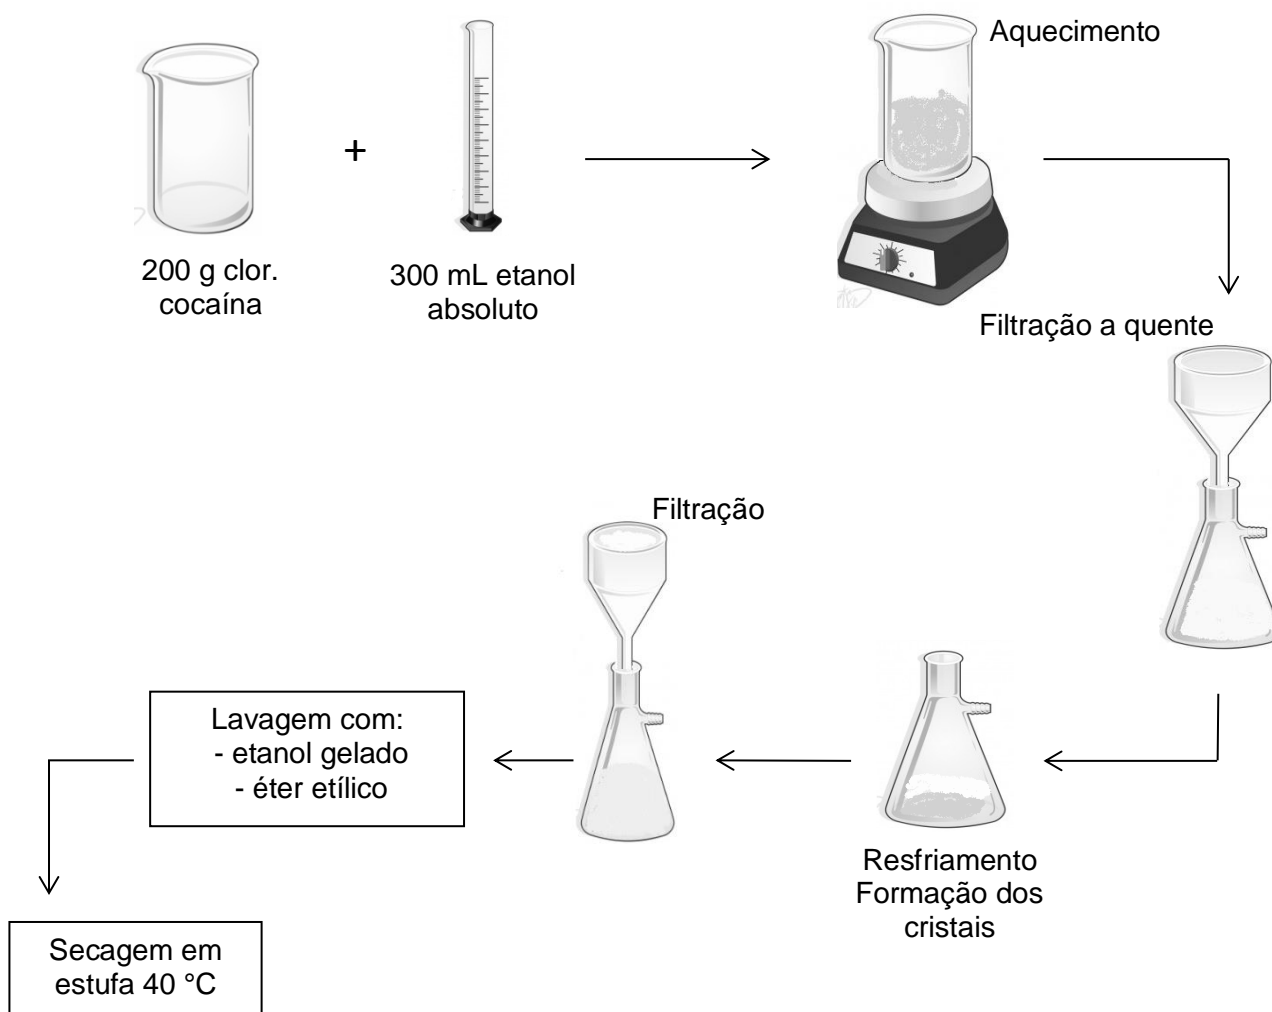 Aquecimento
+
200 g clor.
cocaína
300 mL etanol
absoluto
Filtração a quente
Filtração
Lavagem com:
- etanol gelado
- éter etílico
Resfriamento
Formação dos
cristais
Secagem em
estufa 40 °C